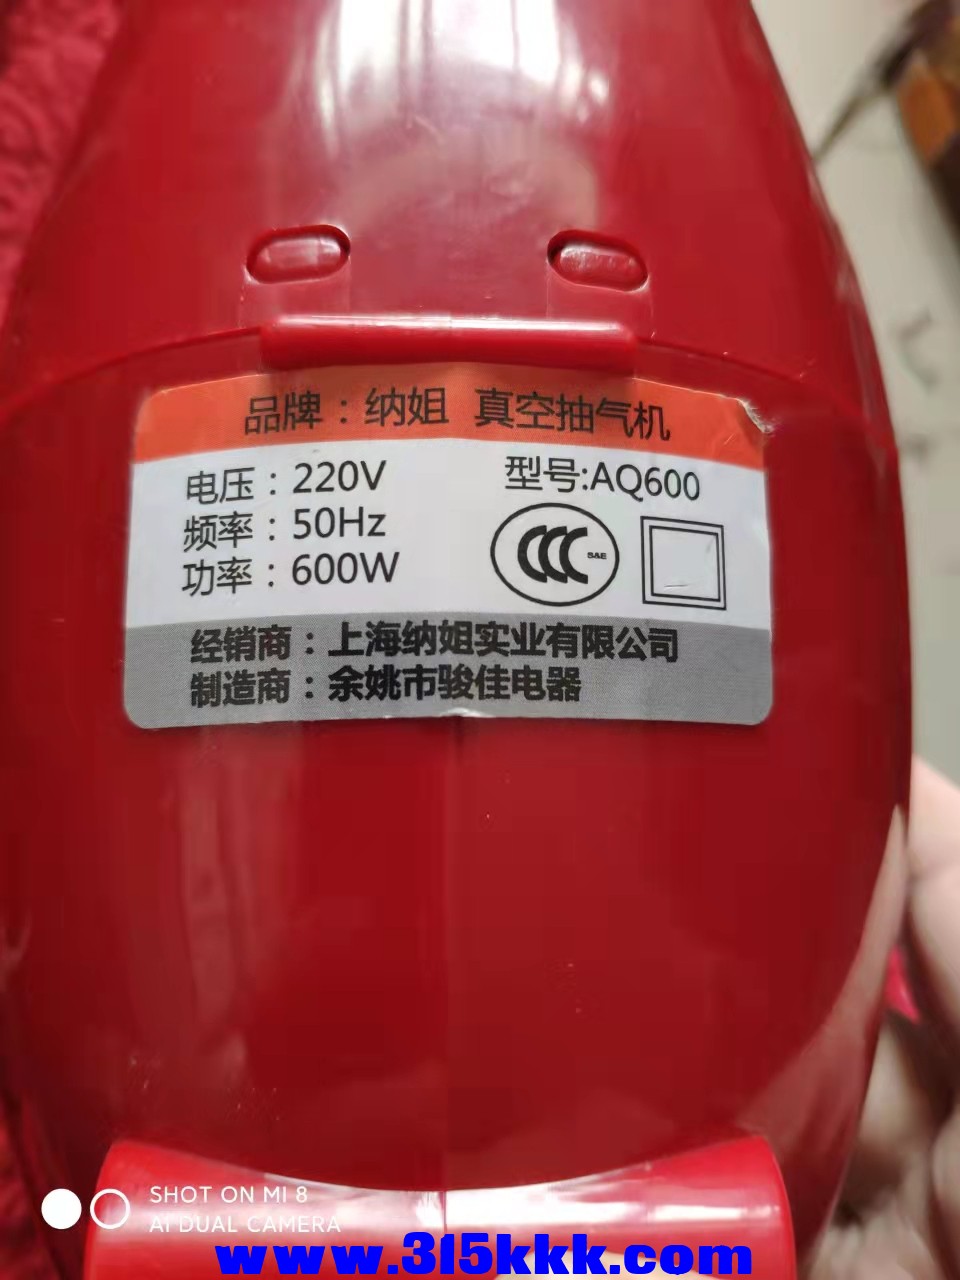 品牌：纳姐 真空抽气机
电压：220V
型号:AQ600
频率：50Hz
功率：600W
CCC
S&E
经销商：上海纳姐实业有限公司
制造商：余姚市骏佳电器
SHOT ON MI 8
AI DUAL CAMERA
www.315kkk.com